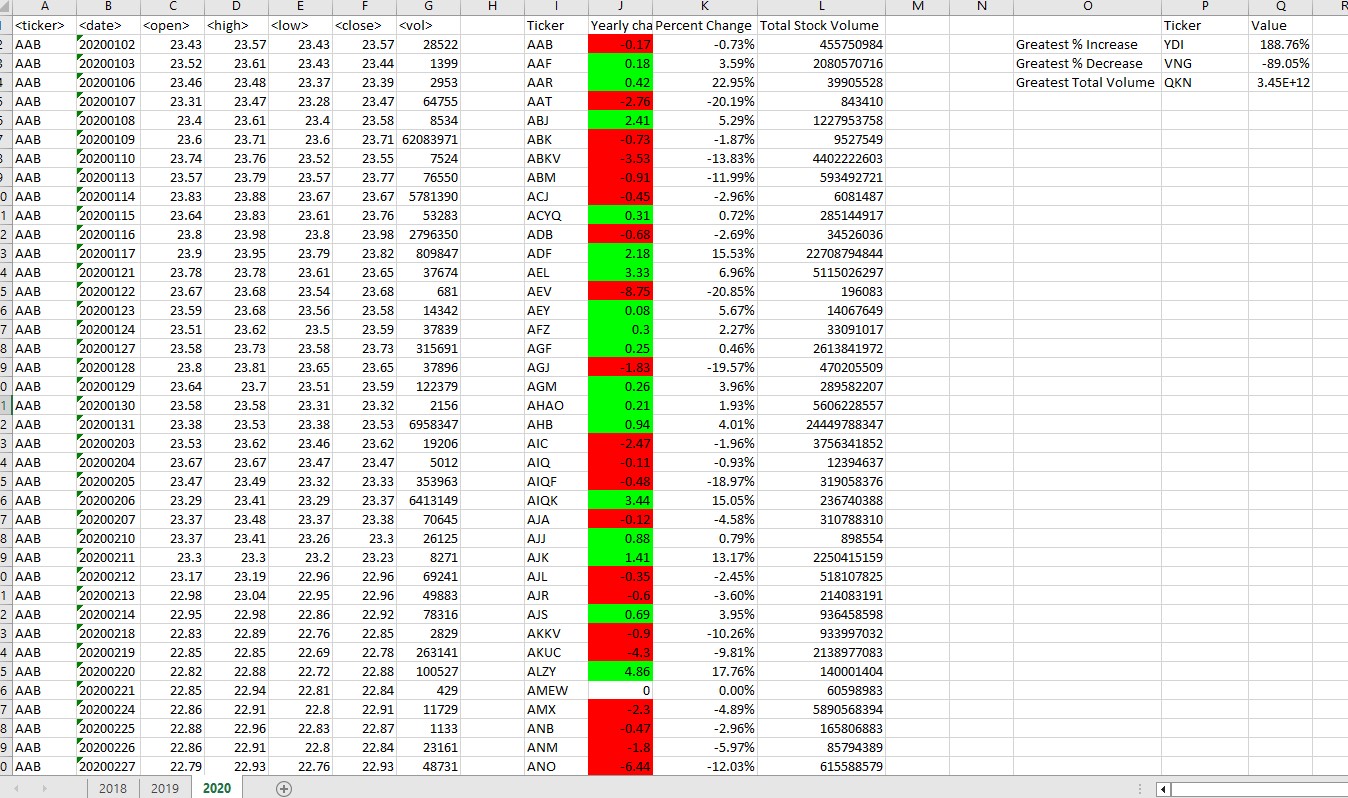 A B C D E F G H I J K L M N O P Q R
<ticker> <date> <open> <high> <low> <close> <vol> Ticker Yearly cha Percent Change Total Stock Volume Ticker Value
2 AAB 20200102 23.43 23.57 23.43 23.57 28522 AAB -0.17 -0.73% 455750984 Greatest % Increase YDI 188.76%
3 AAB 20200103 23.52 23.61 23.43 23.44 1399 AAF 0.18 3.59% 2080570716 Greatest % Decrease VNG -89.05%
4 AAB 20200106 23.46 23.48 23.37 23.39 2953 AAR 0.42 22.95% 39905528 Greatest Total Volume QKN 3.45E+12
5 AAB 20200107 23.31 23.47 23.28 23.47 64755 AAT -2.76 -20.19% 843410
6 AAB 20200108 23.4 23.61 23.4 23.58 8534 ABJ 2.41 5.29% 1227953758
7 AAB 20200109 23.6 23.71 23.6 23.71 62083971 ABK -0.73 -1.87% 9527549
8 AAB 20200110 23.74 23.76 23.52 23.55 7524 ABKV -3.53 -13.83% 4402222603
9 AAB 20200113 23.57 23.79 23.57 23.77 76550 ABM -0.91 -11.99% 593492721
0 AAB 20200114 23.83 23.88 23.67 23.67 5781390 ACJ -0.45 -2.96% 6081487
1 AAB 20200115 23.64 23.83 23.61 23.76 53283 ACYQ 0.31 0.72% 285144917
2 AAB 20200116 23.8 23.98 23.8 23.98 2796350 ADB -0.68 -2.69% 34526036
3 AAB 20200117 23.9 23.95 23.79 23.82 809847 ADF 2.18 15.53% 22708794844
4 AAB 20200121 23.78 23.78 23.61 23.65 37674 AEL 3.33 6.96% 5115026297
5 AAB 20200122 23.67 23.68 23.54 23.68 681 AEV -8.75 -20.85% 196083
6 AAB 20200123 23.59 23.68 23.56 23.58 14342 AEY 0.08 5.67% 14067649
7 AAB 20200124 23.51 23.62 23.5 23.59 37839 AFZ 0.3 2.27% 33091017
8 AAB 20200127 23.58 23.73 23.58 23.73 315691 AGF 0.25 0.46% 2613841972
9 AAB 20200128 23.8 23.81 23.65 23.65 37896 AGJ -1.83 -19.57% 470205509
0 AAB 20200129 23.64 23.7 23.51 23.59 122379 AGM 0.26 3.96% 289582207
1 AAB 20200130 23.58 23.58 23.31 23.32 2156 AHAO 0.21 1.93% 5606228557
2 AAB 20200131 23.38 23.53 23.38 23.53 6958347 AHB 0.94 4.01% 24449788347
3 AAB 20200203 23.53 23.62 23.46 23.62 19206 AIC -2.47 -1.96% 3756341852
4 AAB 20200204 23.67 23.67 23.47 23.47 5012 AIQ -0.11 -0.93% 12394637
5 AAB 20200205 23.47 23.49 23.32 23.33 353963 AIQF -0.48 -18.97% 319058376
6 AAB 20200206 23.29 23.41 23.29 23.37 6413149 AIQK 3.44 15.05% 236740388
7 AAB 20200207 23.37 23.48 23.37 23.38 70645 AJA -0.12 -4.58% 310788310
8 AAB 20200210 23.37 23.41 23.26 23.3 26125 AJJ 0.88 0.79% 898554
9 AAB 20200211 23.3 23.3 23.2 23.23 8271 AJK 1.41 13.17% 2250415159
0 AAB 20200212 23.17 23.19 22.96 22.96 69241 AJL -0.35 -2.45% 518107825
1 AAB 20200213 22.98 23.04 22.95 22.96 49883 AJR -0.6 -3.60% 214083191
2 AAB 20200214 22.95 22.98 22.86 22.92 78316 AJS 0.69 3.95% 936458598
3 AAB 20200218 22.83 22.89 22.76 22.85 2829 AKKV -0.9 -10.26% 933997032
4 AAB 20200219 22.85 22.85 22.69 22.78 263141 AKUC -4.3 -9.81% 2138977083
5 AAB 20200220 22.82 22.88 22.72 22.88 100527 ALZY 4.86 17.76% 140001404
6 AAB 20200221 22.85 22.94 22.81 22.84 429 AMEW 0 0.00% 60598983
7 AAB 20200224 22.86 22.91 22.8 22.91 11729 AMX -2.3 -4.89% 5890568394
8 AAB 20200225 22.88 22.96 22.83 22.87 1133 ANB -0.47 -2.96% 165806883
9 AAB 20200226 22.86 22.91 22.8 22.84 23161 ANM -1.8 -5.97% 85794389
0 AAB 20200227 22.79 22.93 22.76 22.93 48731 ANO -6.44 -12.03% 615588579
2018 2019 2020